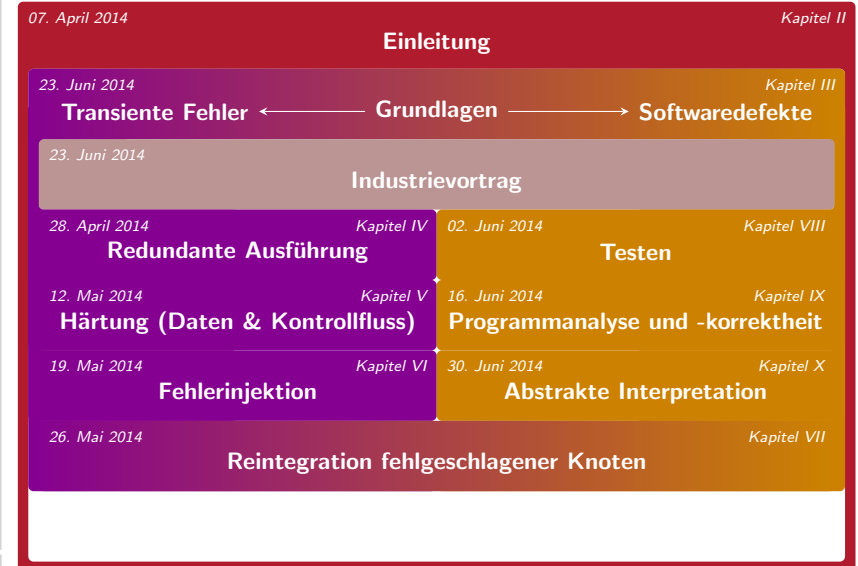 07. April 2014 Kapitel II
Einleitung
23. Juni 2014 Kapitel III
Transiente Fehler Grundlagen Softwaredefekte
23. Juni 2014
Industrievortrag
28. April 2014 Kapitel IV
Redundante Ausführung
02. Juni 2014 Kapitel VIII
Testen
12. Mai 2014 Kapitel V
Härtung (Daten & Kontrollfluss)
16. Juni 2014 Kapitel IX
Programmanalyse und -korrektheit
19. Mai 2014 Kapitel VI
Fehlerinjektion
30. Juni 2014 Kapitel X
Abstrakte Interpretation
26. Mai 2014 Kapitel VII
Reintegration fehlgeschlagener Knoten